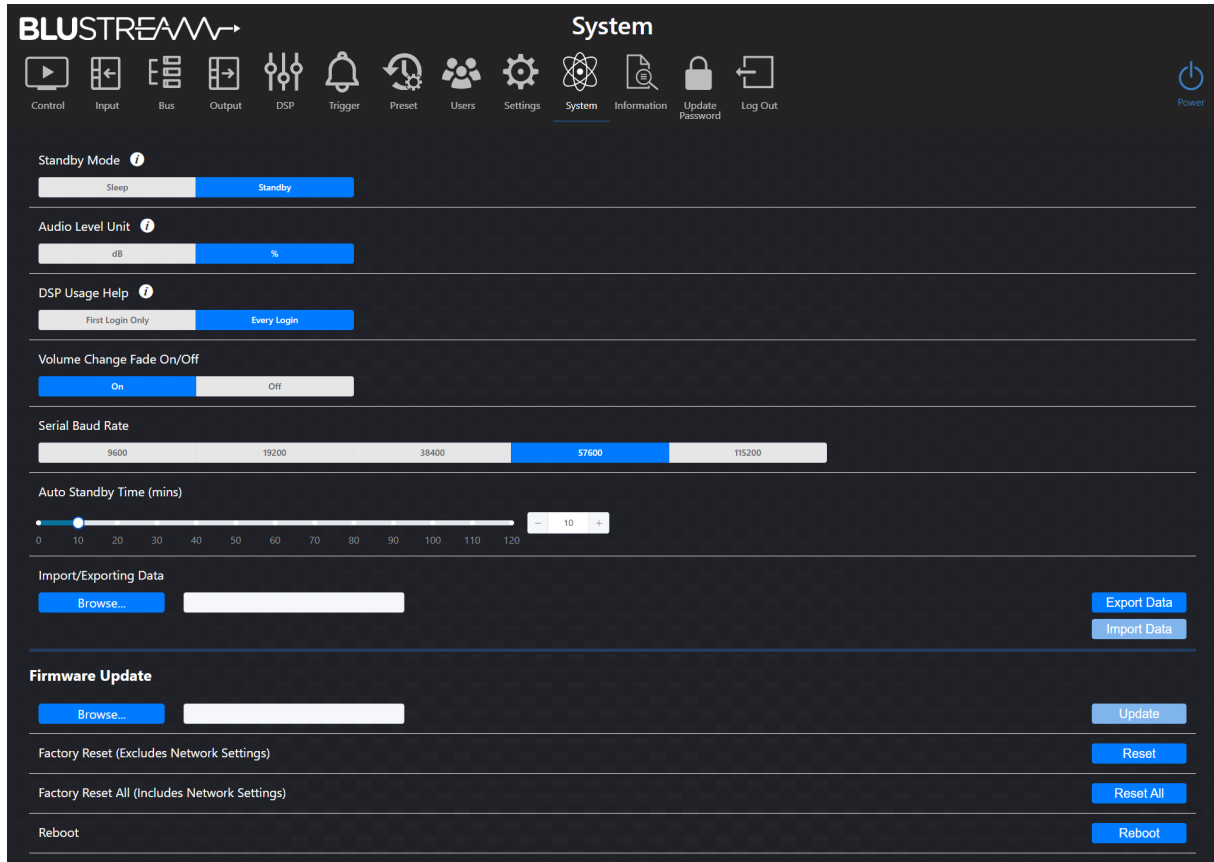 BLUSTREAM
System
Control Input Bus Output DSP Trigger Preset Users Settings System Information Update Password Log Out
Power
Standby Mode i
Sleep Standby
Audio Level Unit i
dB %
DSP Usage Help i
First Login Only Every Login
Volume Change Fade On/Off
On Off
Serial Baud Rate
9600 19200 38400 57600 115200
Auto Standby Time (mins)
− 10 +
0 10 20 30 40 50 60 70 80 90 100 110 120
Import/Exporting Data
Browse... Export Data
Import Data
Firmware Update
Browse... Update
Factory Reset (Excludes Network Settings) Reset
Factory Reset All (Includes Network Settings) Reset All
Reboot Reboot